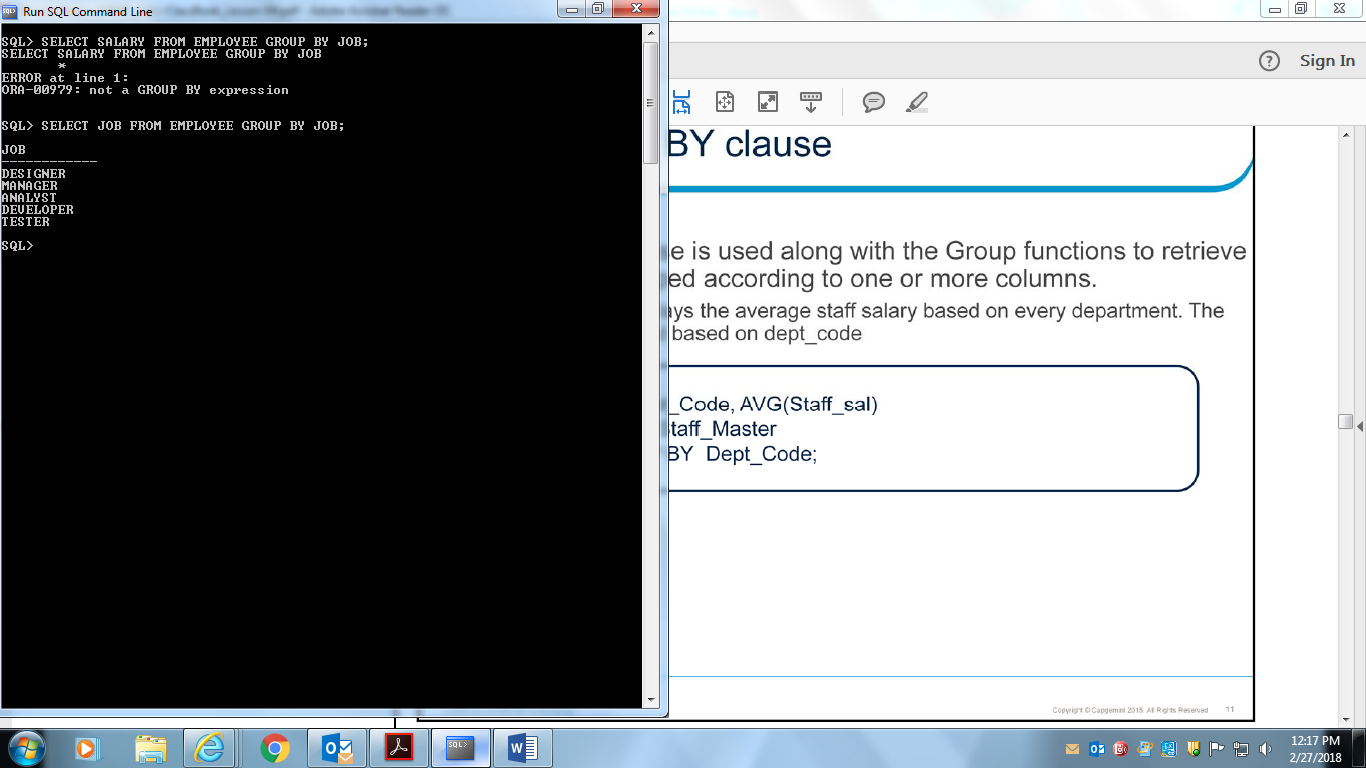 Run SQL Command Line
SQL> SELECT SALARY FROM EMPLOYEE GROUP BY JOB;
SELECT SALARY FROM EMPLOYEE GROUP BY JOB
*
ERROR at line 1:
ORA-00979: not a GROUP BY expression
SQL> SELECT JOB FROM EMPLOYEE GROUP BY JOB;
JOB
------------
DESIGNER
MANAGER
ANALYST
DEVELOPER
TESTER
SQL>
Sign In
BY clause
is used along with the Group functions to retrieve
according to one or more columns.
the average staff salary based on every department. The
based on dept_code
_Code, AVG(Staff_sal)
Staff_Master
BY Dept_Code;
Copyright © Capgemini 2015. All Rights Reserved 11
SQL>
12:17 PM
2/27/2018